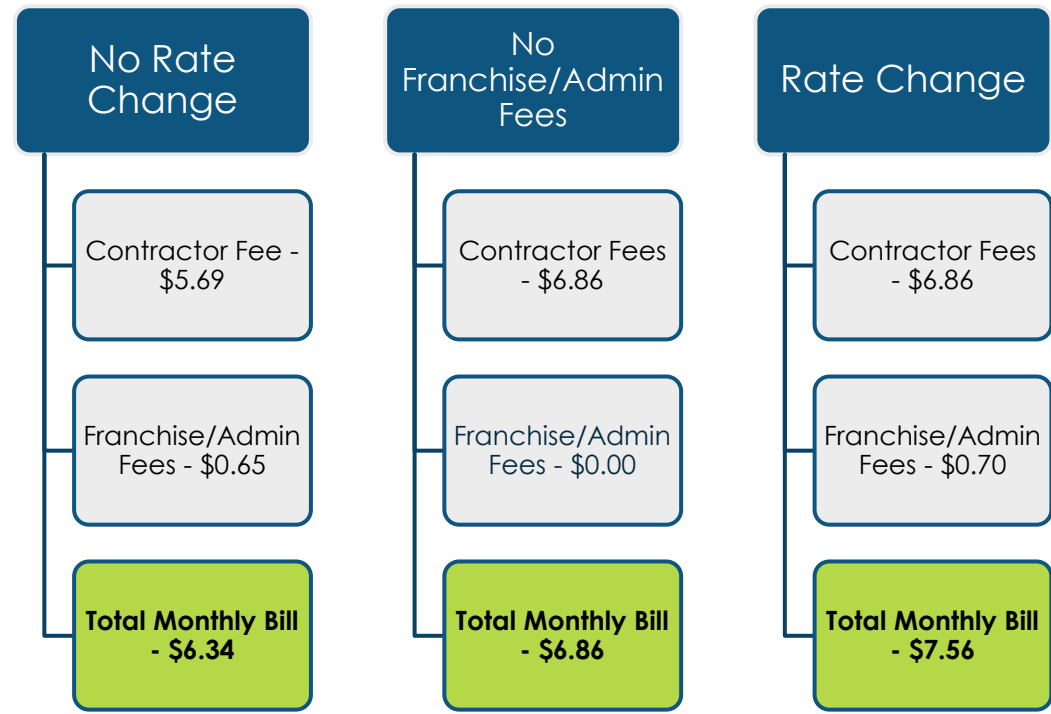 No Rate
Change
Contractor Fee -
$5.69
Franchise/Admin
Fees - $0.65
Total Monthly Bill
- $6.34
No
Franchise/Admin
Fees
Contractor Fees
- $6.86
Franchise/Admin
Fees - $0.00
Total Monthly Bill
- $6.86
Rate Change
Contractor Fees
- $6.86
Franchise/Admin
Fees - $0.70
Total Monthly Bill
- $7.56